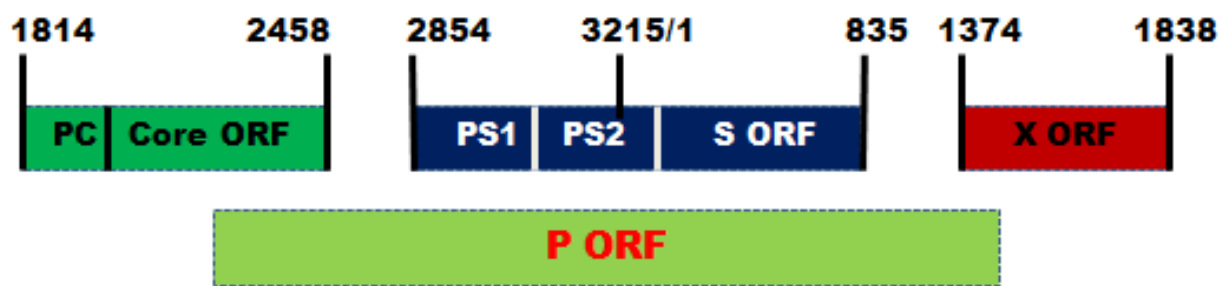 1814 2458 2854 3215/1 835 1374 1838
PC Core ORF PS1 PS2 S ORF X ORF
P ORF